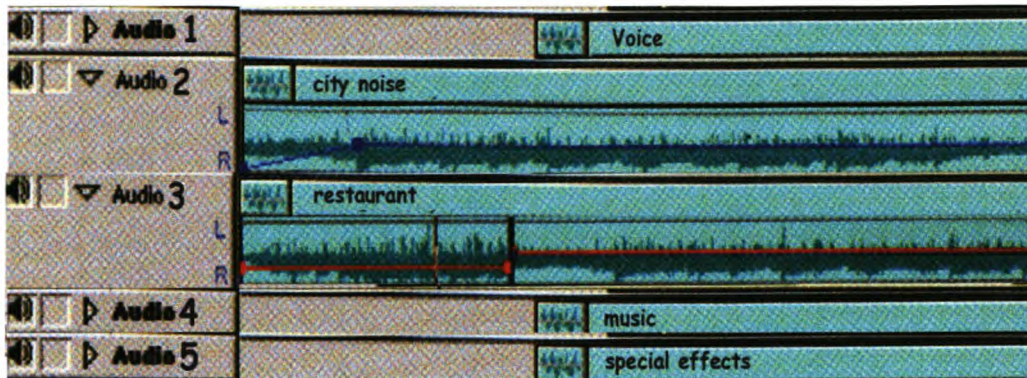 Audio 1 Voice
Audio 2 city noise
L
R
Audio 3 restaurant
L
R
Audio 4 music
Audio 5 special effects